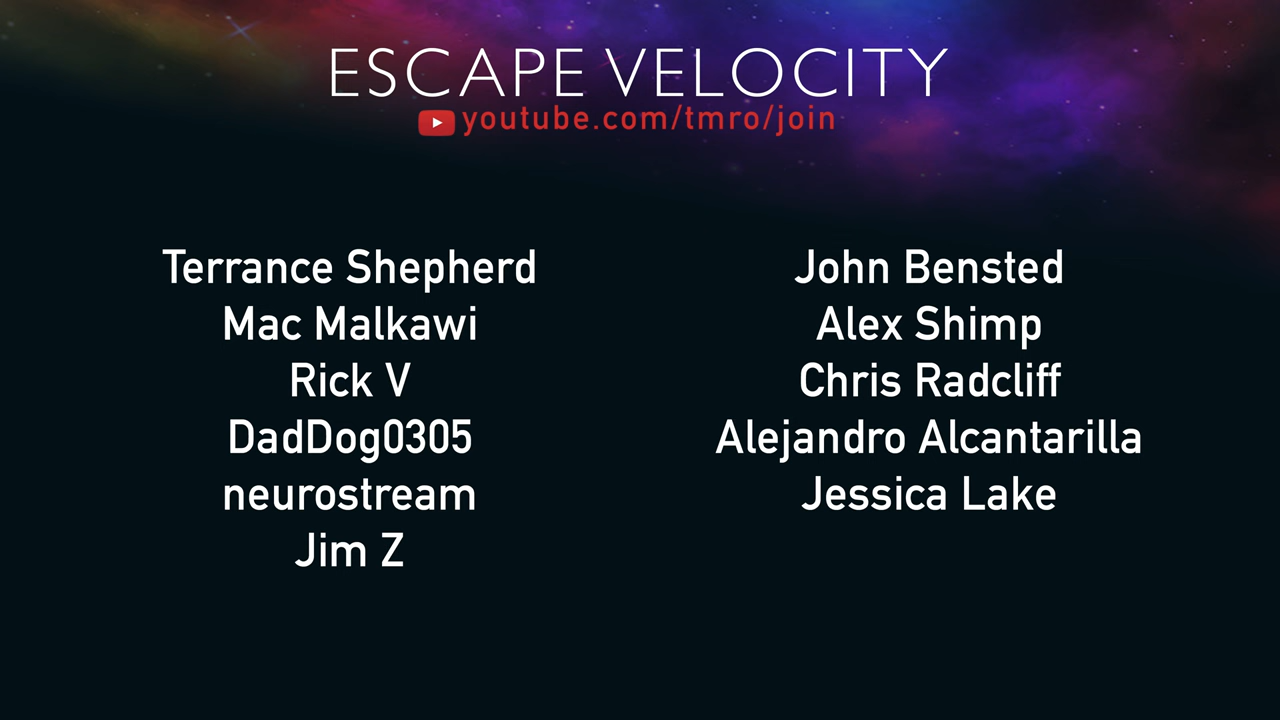 ESCAPE VELOCITY
youtube.com/tmro/join
Terrance Shepherd
Mac Malkawi
Rick V
DadDog0305
neurostream
Jim Z
John Bensted
Alex Shimp
Chris Radcliff
Alejandro Alcantarilla
Jessica Lake